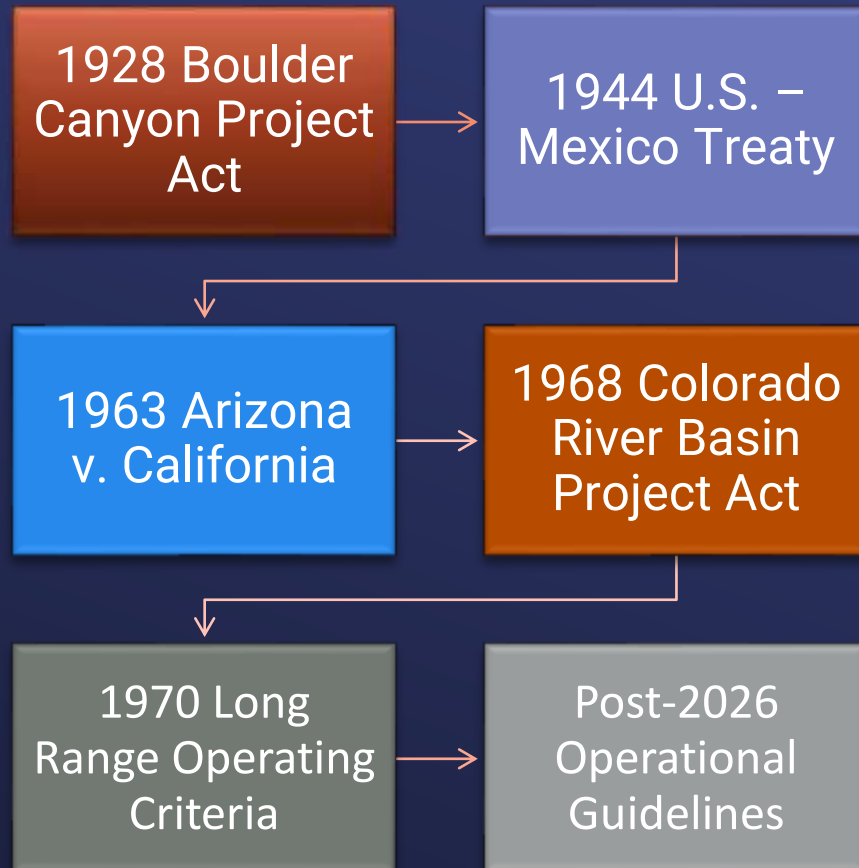 1928 Boulder
Canyon Project
Act
1944 U.S. –
Mexico Treaty
1963 Arizona
v. California
1968 Colorado
River Basin
Project Act
1970 Long
Range Operating
Criteria
Post-2026
Operational
Guidelines